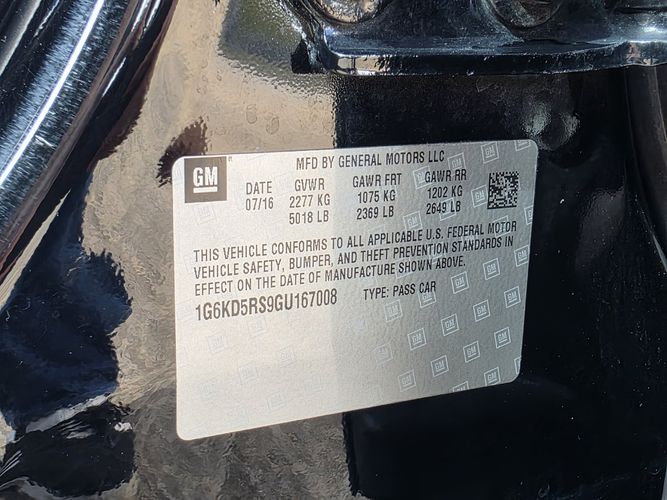 GM
MFD BY GENERAL MOTORS LLC
DATE GVWR GAWR FRT GAWR RR
07/16 2277 KG 1075 KG 1202 KG
5018 LB 2369 LB 2649 LB
THIS VEHICLE CONFORMS TO ALL APPLICABLE U.S. FEDERAL MOTOR
VEHICLE SAFETY, BUMPER, AND THEFT PREVENTION STANDARDS IN
EFFECT ON THE DATE OF MANUFACTURE SHOWN ABOVE.
1G6KD5RS9GU167008 TYPE: PASS CAR